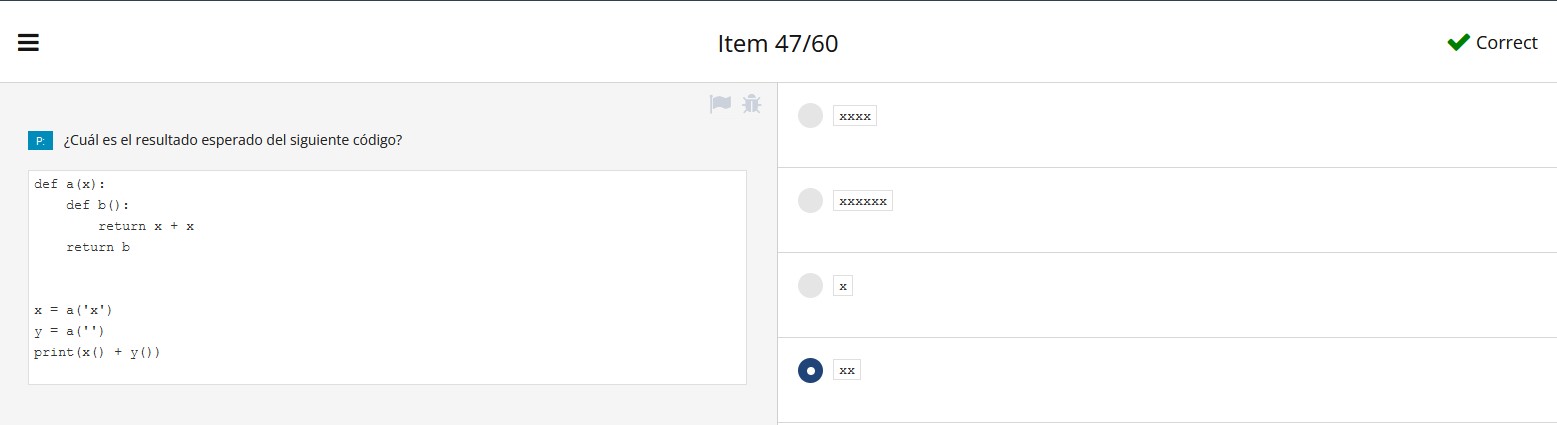 Item 47/60
Correct
P: ¿Cuál es el resultado esperado del siguiente código?
def a(x):
    def b():
        return x + x
    return b
x = a('x')
y = a('')
print(x() + y())
xxxx
xxxxxx
x
xx